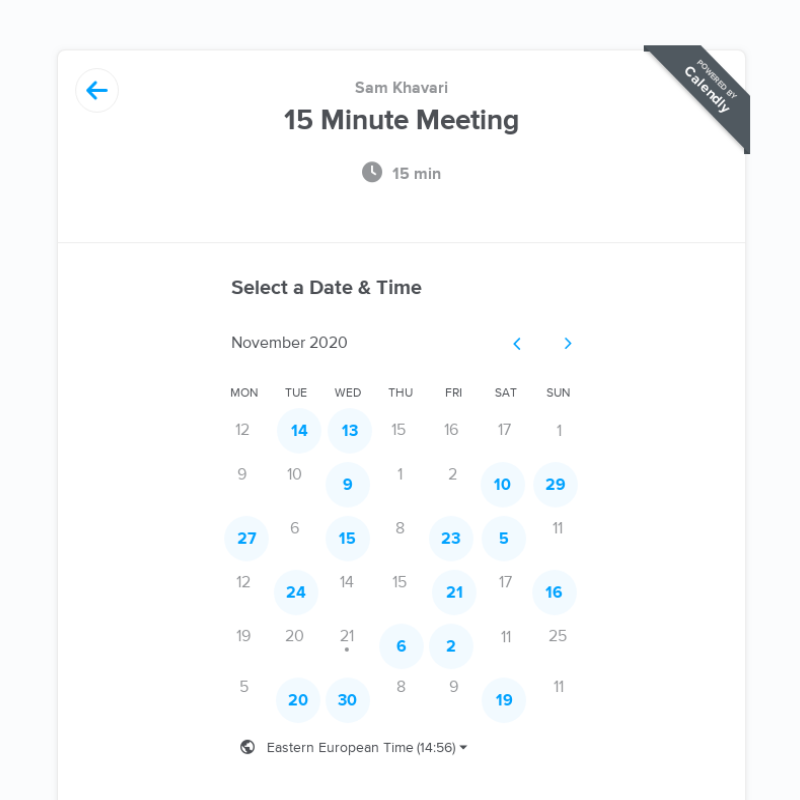 POWERED BY
Calendly
Sam Khavari
15 Minute Meeting
15 min
Select a Date & Time
November 2020
MON TUE WED THU FRI SAT SUN
12 14 13 15 16 17 1
9 10 9 1 2 10 29
27 6 15 8 23 5 11
12 24 14 15 21 17 16
19 20 21 6 2 11 25
5 20 30 8 9 19 11
Eastern European Time (14:56)